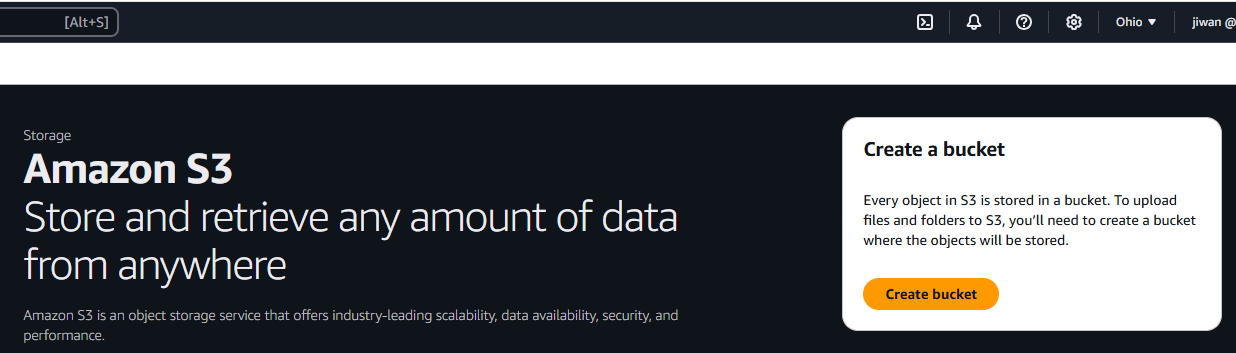 [Alt+S]
Ohio ▼
jiwan @
Storage
Amazon S3
Store and retrieve any amount of data
from anywhere
Amazon S3 is an object storage service that offers industry-leading scalability, data availability, security, and
performance.
Create a bucket
Every object in S3 is stored in a bucket. To upload
files and folders to S3, you’ll need to create a bucket
where the objects will be stored.
Create bucket